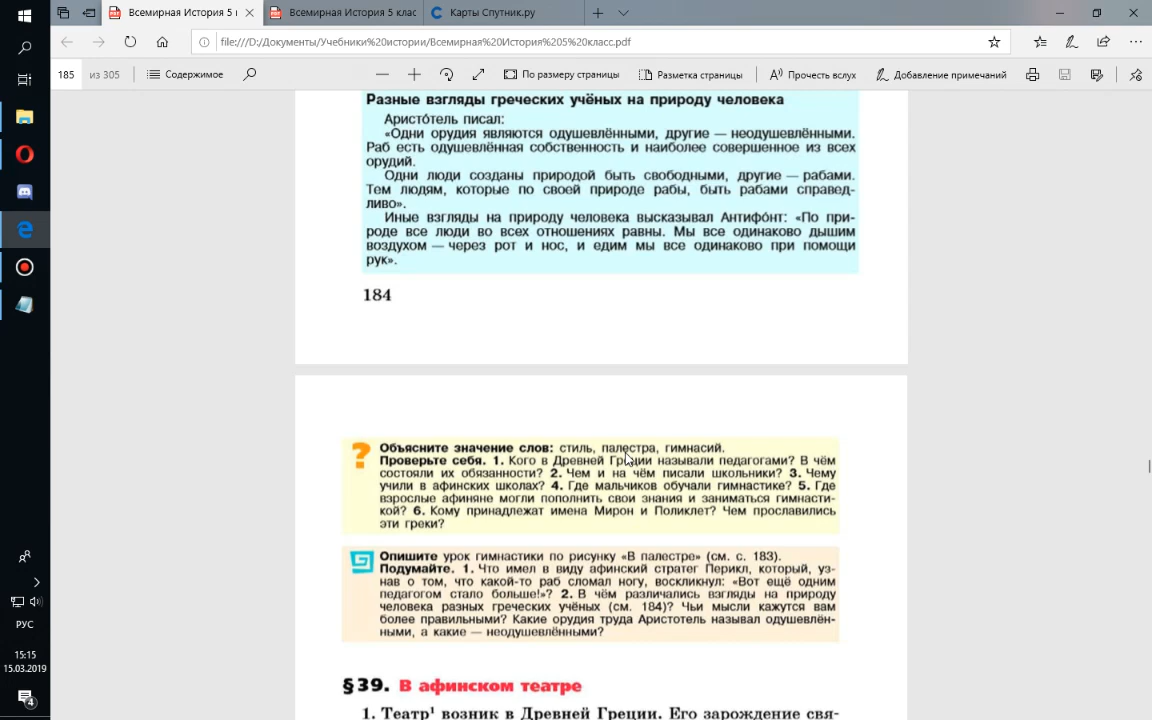 Всемирная История 5 к
Всемирная История 5 клас
Карты Спутник.ру
file:///D:/Документы/Учебники%20истории/Всемирная%20История%205%20класс.pdf
185 из 305 Содержимое По размеру страницы Разметка страницы Прочесть вслух Добавление примечаний
Разные взгляды греческих учёных на природу человека
Аристо́тель писал:
«Одни орудия являются одушевлёнными, другие — неодушевлёнными.
Раб есть одушевлённая собственность и наиболее совершенное из всех
орудий.
Одни люди созданы природой быть свободными, другие — рабами.
Тем людям, которые по своей природе рабы, быть рабами справед-
ливо».
Иные взгляды на природу человека высказывал Антифо́нт: «По при-
роде все люди во всех отношениях равны. Мы все одинаково дышим
воздухом — через рот и нос, и едим мы все одинаково при помощи
рук».
184
? Объясните значение слов: стиль, палестра, гимнасий.
Проверьте себя. 1. Кого в Древней Греции называли педагогами? В чём
состояли их обязанности? 2. Чем и на чём писали школьники? 3. Чему
учили в афинских школах? 4. Где мальчиков обучали гимнастике? 5. Где
взрослые афиняне могли пополнить свои знания и заниматься гимнасти-
кой? 6. Кому принадлежат имена Мирон и Поликлет? Чем прославились
эти греки?
Опишите урок гимнастики по рисунку «В палестре» (см. с. 183).
Подумайте. 1. Что имел в виду афинский стратег Перикл, который, уз-
нав о том, что какой-то раб сломал ногу, воскликнул: «Вот ещё одним
педагогом стало больше!»? 2. В чём различались взгляды на природу
человека разных греческих учёных (см. 184)? Чьи мысли кажутся вам
более правильными? Какие орудия труда Аристотель называл одушевлён-
ными, а какие — неодушевлёнными?
§ 39. В афинском театре
1. Театр¹ возник в Древней Греции. Его зарождение свя-
РУС
15:15
15.03.2019
4